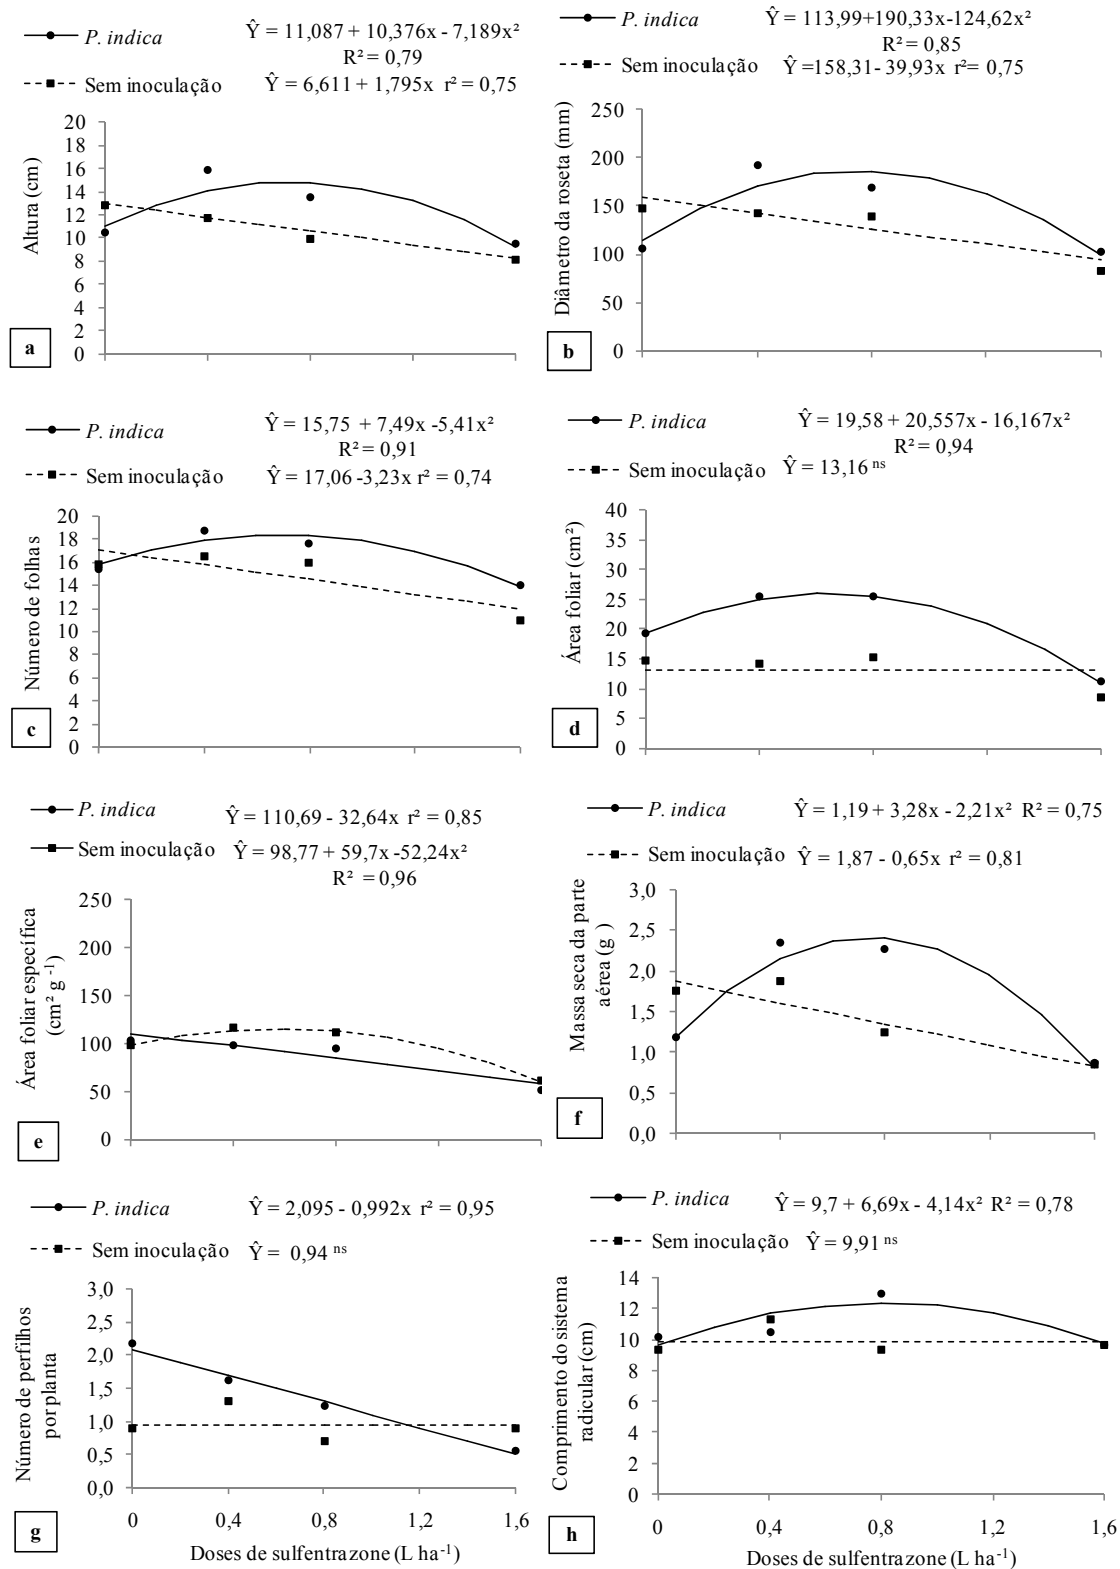 P. indica Ŷ = 11,087 + 10,376x - 7,189x²
R² = 0,79
Sem inoculação Ŷ = 6,611 + 1,795x r² = 0,75
Altura (cm)
20
18
16
14
12
10
8
6
4
2
0
a
P. indica Ŷ = 113,99+190,33x-124,62x²
R² = 0,85
Sem inoculação Ŷ =158,31- 39,93x r²= 0,75
Diâmetro da roseta (mm)
250
200
150
100
50
0
b
P. indica Ŷ = 15,75 + 7,49x -5,41x²
R² = 0,91
Sem inoculação Ŷ = 17,06 -3,23x r² = 0,74
Número de folhas
20
18
16
14
12
10
8
6
4
2
0
c
P. indica Ŷ = 19,58 + 20,557x - 16,167x²
R² = 0,94
Sem inoculação Ŷ = 13,16 ns
Área foliar (cm²)
40
35
30
25
20
15
10
5
0
d
P. indica Ŷ = 110,69 - 32,64x r² = 0,85
Sem inoculação Ŷ = 98,77 + 59,7x -52,24x²
R² = 0,96
Área foliar específica
(cm² g -1)
250
200
150
100
50
0
e
P. indica Ŷ = 1,19 + 3,28x - 2,21x² R² = 0,75
Sem inoculação Ŷ = 1,87 - 0,65x r² = 0,81
Massa seca da parte
aérea (g )
3,0
2,5
2,0
1,5
1,0
0,5
0,0
f
P. indica Ŷ = 2,095 - 0,992x r² = 0,95
Sem inoculação Ŷ = 0,94 ns
Número de perfilhos
por planta
3,0
2,5
2,0
1,5
1,0
0,5
0,0
g
0 0,4 0,8 1,6
Doses de sulfentrazone (L ha-1)
P. indica Ŷ = 9,7 + 6,69x - 4,14x² R² = 0,78
Sem inoculação Ŷ = 9,91 ns
Comprimento do sistema
radicular (cm)
14
12
10
8
6
4
2
0
h
0 0,4 0,8 1,2 1,6
Doses de sulfentrazone (L ha-1)